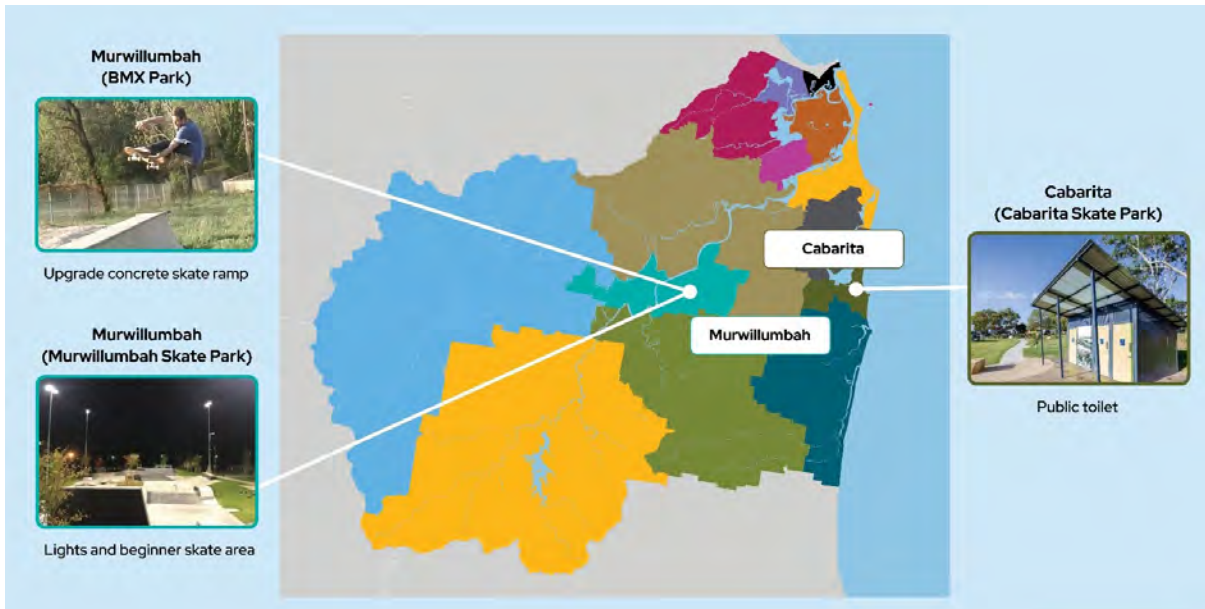 Murwillumbah
(BMX Park)
Upgrade concrete skate ramp
Murwillumbah
(Murwillumbah Skate Park)
Lights and beginner skate area
Cabarita
Murwillumbah
Cabarita
(Cabarita Skate Park)
Public toilet